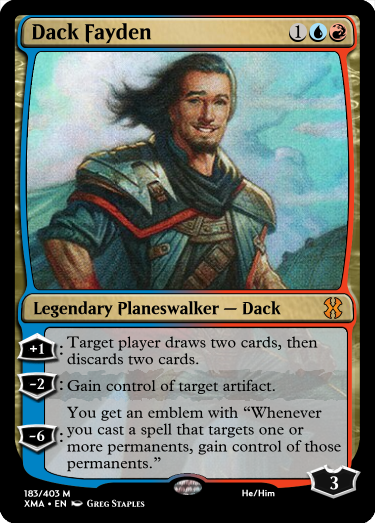 Dack Fayden 1
Legendary Planeswalker — Dack
+1: Target player draws two cards, then
discards two cards.
-2: Gain control of target artifact.
You get an emblem with “Whenever
you cast a spell that targets one or
-6: more permanents, gain control of those
permanents.”
3
183/403 M He/Him
XMA • EN Greg Staples